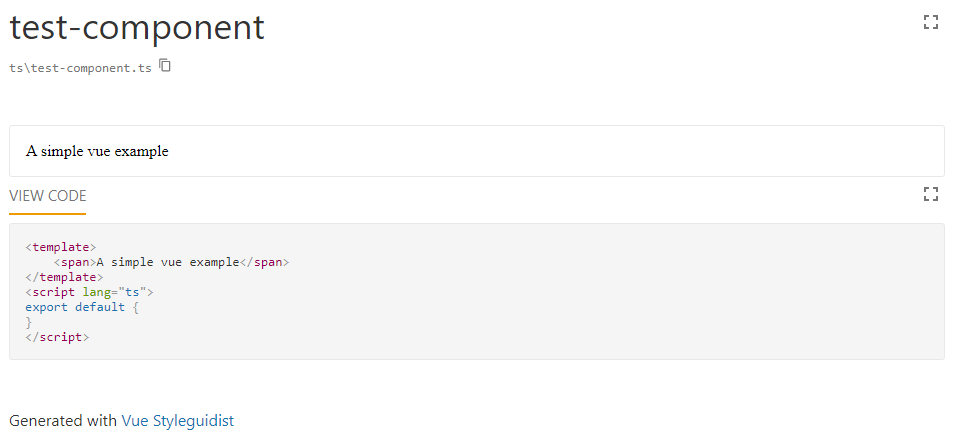 test-component
ts\test-component.ts
A simple vue example
VIEW CODE
<template>
    <span>A simple vue example</span>
</template>
<script lang="ts">
export default {
}
</script>
Generated with Vue Styleguidist